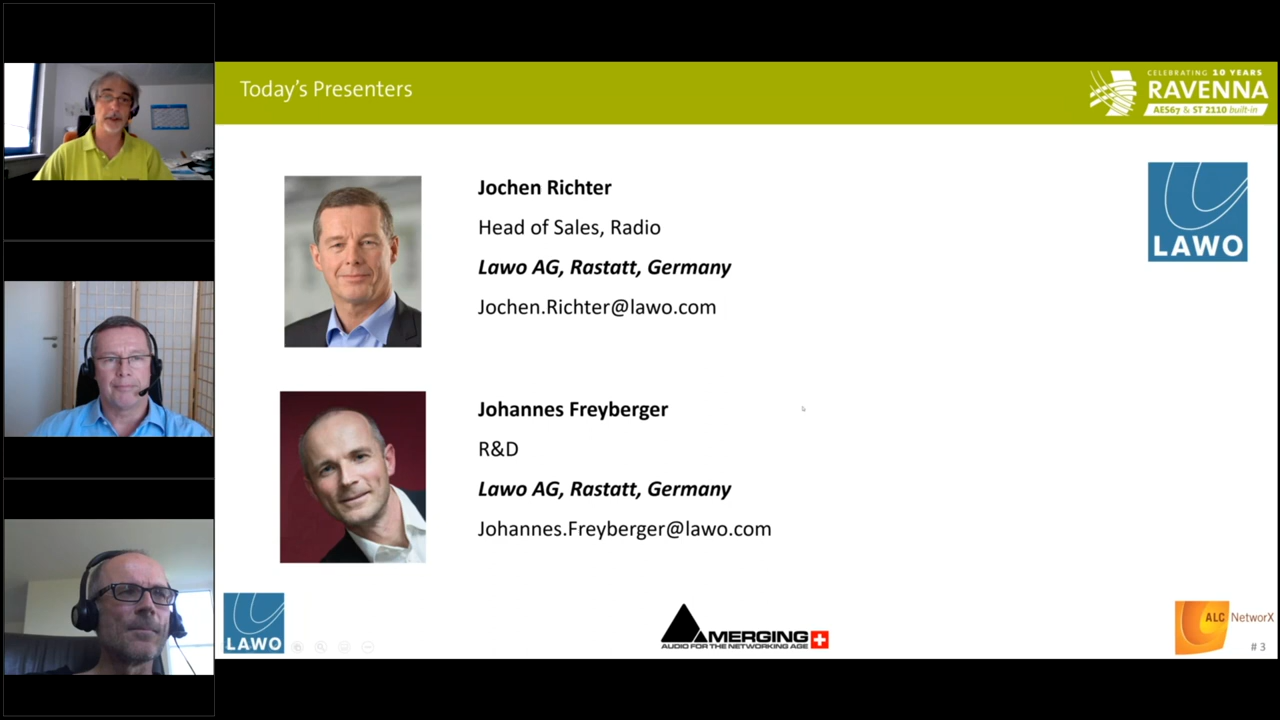 Today's Presenters
CELEBRATING 10 YEARS
RAVENNA
AES67 & ST 2110 built-in
Jochen Richter
Head of Sales, Radio
Lawo AG, Rastatt, Germany
Jochen.Richter@lawo.com
LAWO
Johannes Freyberger
R&D
Lawo AG, Rastatt, Germany
Johannes.Freyberger@lawo.com
LAWO
MERGING
AUDIO FOR THE NETWORKING AGE
ALC NetworX
# 3